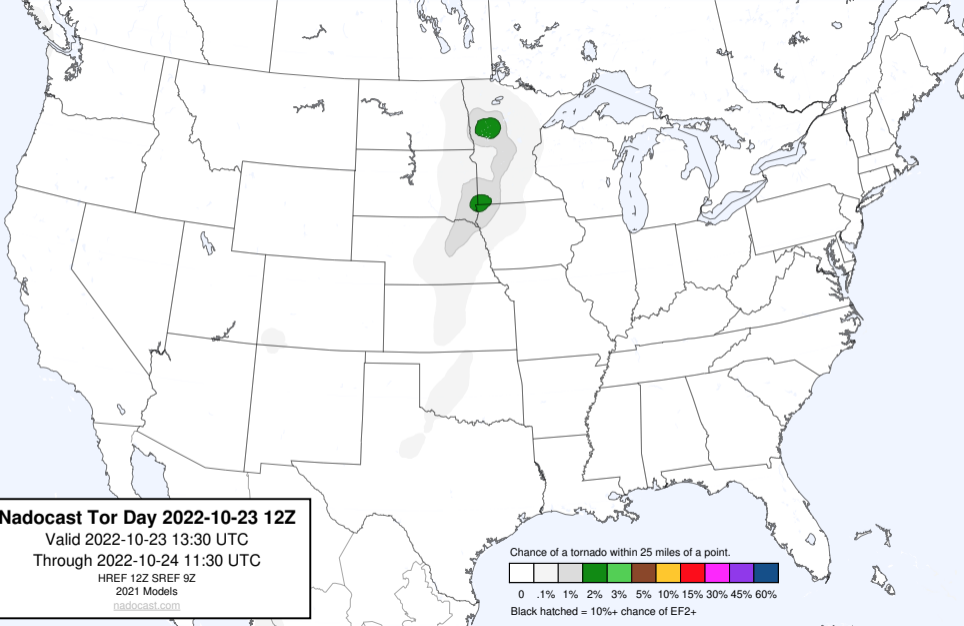 Nadocast Tor Day 2022-10-23 12Z
Valid 2022-10-23 13:30 UTC
Through 2022-10-24 11:30 UTC
HREF 12Z SREF 9Z
2021 Models
nadocast.com
Chance of a tornado within 25 miles of a point.
0 .1% 1% 2% 3% 5% 10% 15% 30% 45% 60%
Black hatched = 10%+ chance of EF2+